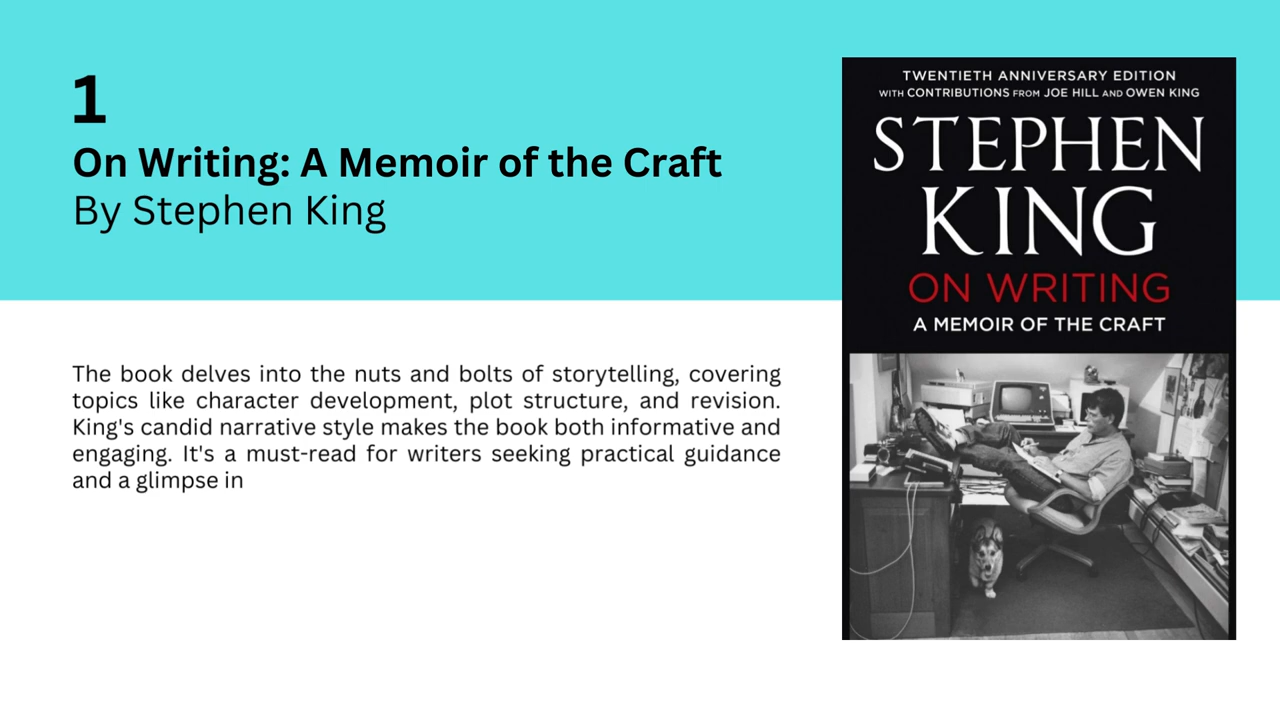 1
On Writing: A Memoir of the Craft
By Stephen King
The book delves into the nuts and bolts of storytelling, covering
topics like character development, plot structure, and revision.
King's candid narrative style makes the book both informative and
engaging. It's a must-read for writers seeking practical guidance
and a glimpse in
TWENTIETH ANNIVERSARY EDITION
WITH CONTRIBUTIONS FROM JOE HILL AND OWEN KING
STEPHEN
KING
ON WRITING
A MEMOIR OF THE CRAFT